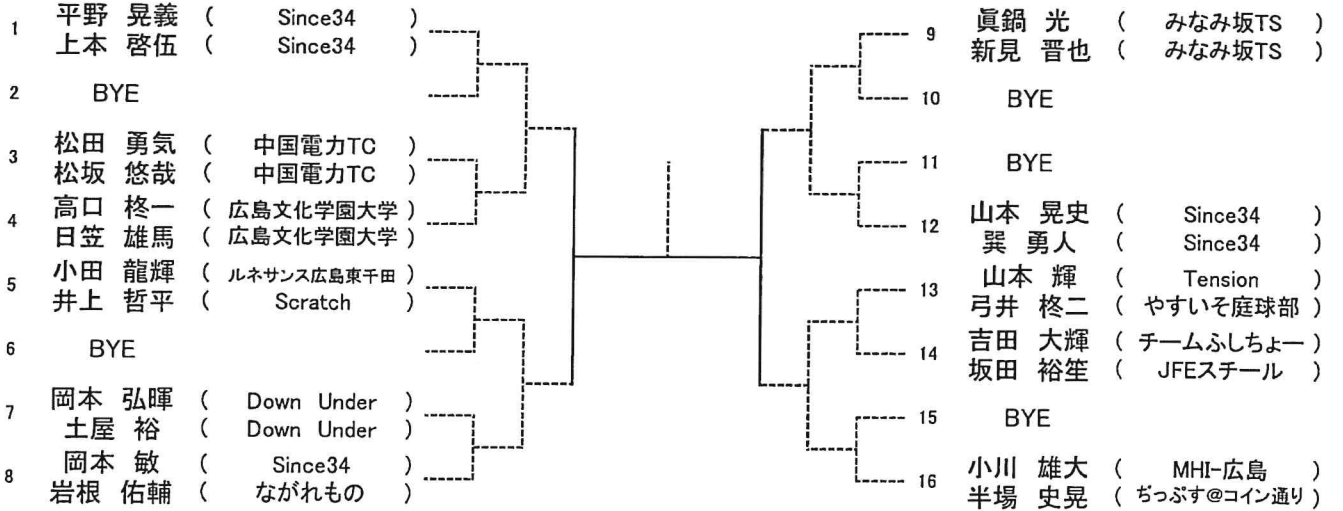 1 平野 晃義 ( Since34 )
上本 啓伍 ( Since34 )
2 BYE
3 松田 勇気 ( 中国電力TC )
松坂 悠哉 ( 中国電力TC )
4 高口 柊一 ( 広島文化学園大学 )
日笠 雄馬 ( 広島文化学園大学 )
5 小田 龍輝 ( ルネサンス広島東千田 )
井上 哲平 ( Scratch )
6 BYE
7 岡本 弘暉 ( Down Under )
土屋 裕 ( Down Under )
8 岡本 敏 ( Since34 )
岩根 佑輔 ( ながれもの )
9 眞鍋 光 ( みなみ坂TS )
新見 晋也 ( みなみ坂TS )
10 BYE
11 BYE
12 山本 晃史 ( Since34 )
巽 勇人 ( Since34 )
13 山本 輝 ( Tension )
弓井 柊二 ( やすいそ庭球部 )
14 吉田 大輝 ( チームふしちょー )
坂田 裕笙 ( JFEスチール )
15 BYE
16 小川 雄大 ( MHI-広島 )
半場 史晃 ( ぢっぷす@コイン通り )